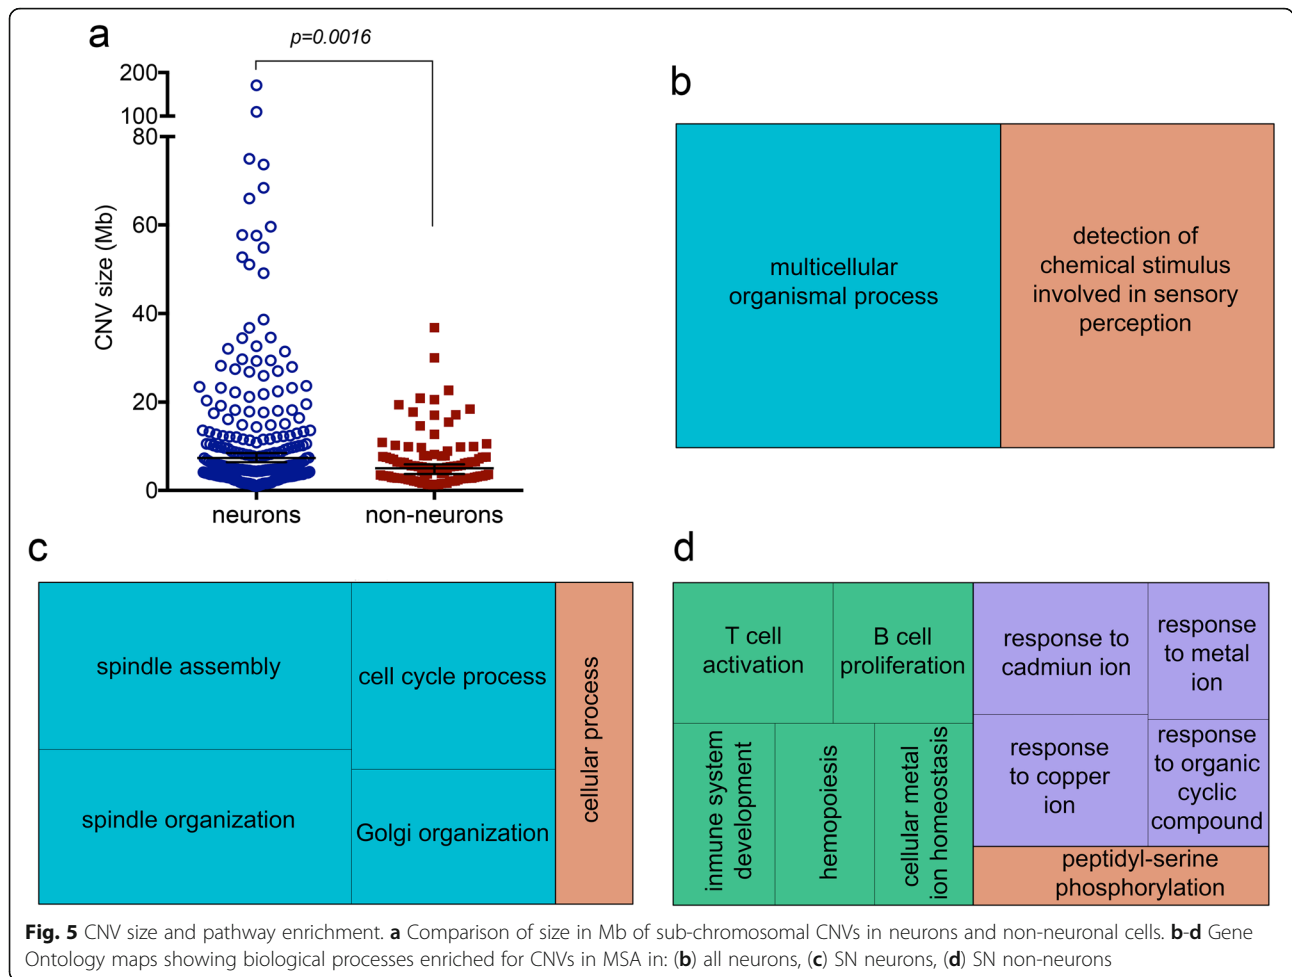 a
p=0.0016
200
100
80
60
40
20
0
CNV size (Mb)
neurons
non-neurons
b
multicellular
organismal process
detection of
chemical stimulus
involved in sensory
perception
c
spindle assembly
cell cycle process
spindle organization
Golgi organization
cellular process
d
T cell
activation
B cell
proliferation
inmune system
development
hemopoiesis
cellular metal
ion homeostasis
response to
cadmiun ion
response
to metal
ion
response
to copper
ion
response
to organic
cyclic
compound
peptidyl-serine
phosphorylation
Fig. 5 CNV size and pathway enrichment. a Comparison of size in Mb of sub-chromosomal CNVs in neurons and non-neuronal cells. b-d Gene
Ontology maps showing biological processes enriched for CNVs in MSA in: (b) all neurons, (c) SN neurons, (d) SN non-neurons